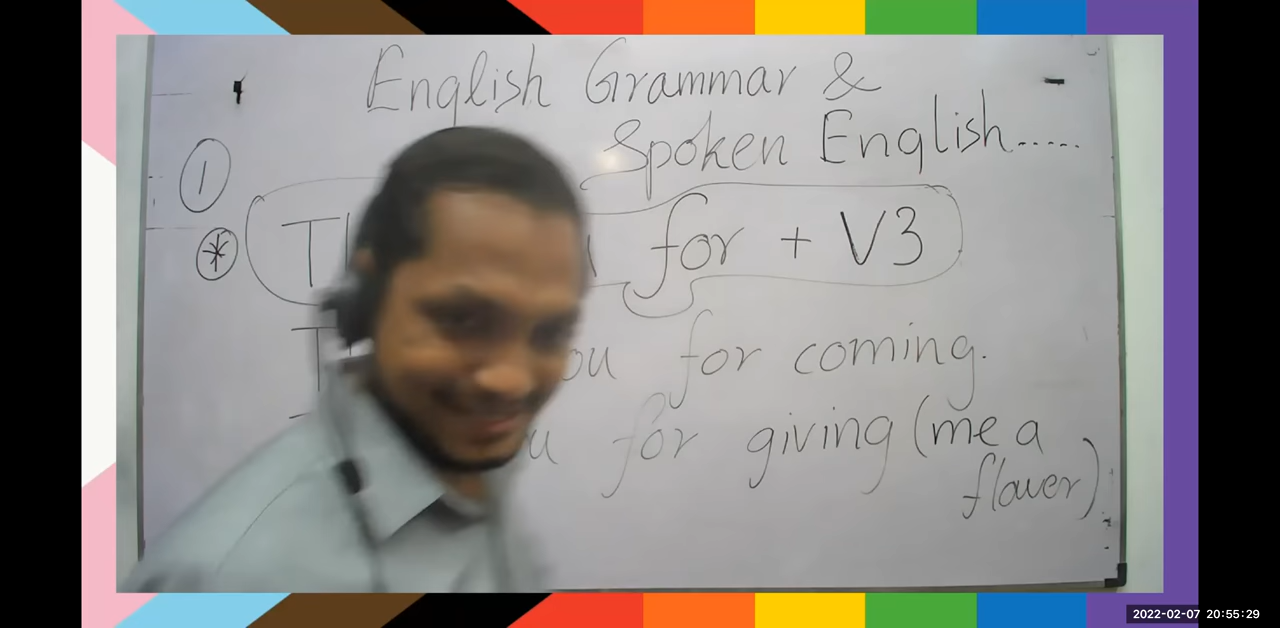 English Grammar &
Spoken English.....
1
* for + V3
for coming.
for giving (me a
flower)
2022-02-07 20:55:29